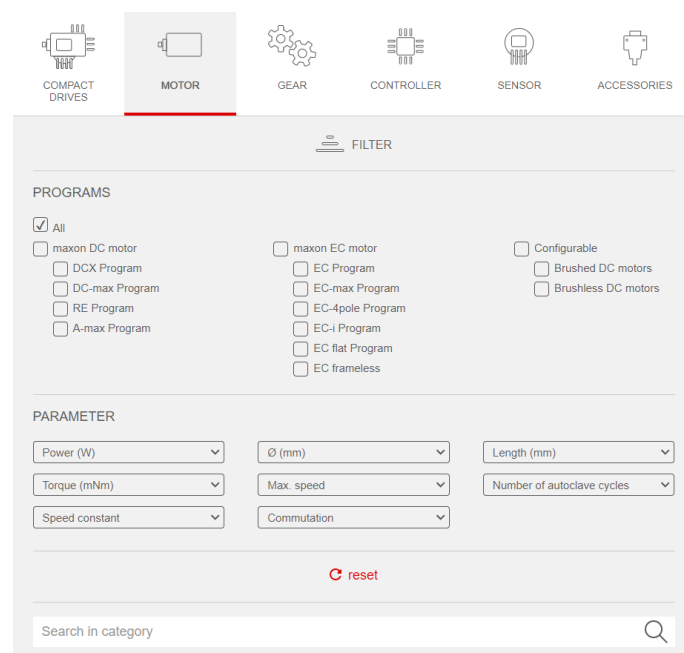 COMPACT
DRIVES
MOTOR
GEAR
CONTROLLER
SENSOR
ACCESSORIES
FILTER
PROGRAMS
All
maxon DC motor
DCX Program
DC-max Program
RE Program
A-max Program
maxon EC motor
EC Program
EC-max Program
EC-4pole Program
EC-i Program
EC flat Program
EC frameless
Configurable
Brushed DC motors
Brushless DC motors
PARAMETER
Power (W)
Ø (mm)
Length (mm)
Torque (mNm)
Max. speed
Number of autoclave cycles
Speed constant
Commutation
reset
Search in category